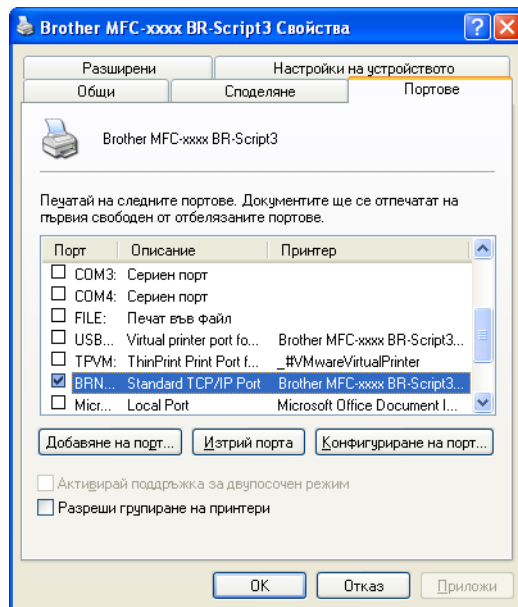 Brother MFC-xxxx BR-Script3 Свойства
Разширени Настройки на устройството
Общи Споделяне Портове
Brother MFC-xxxx BR-Script3
Печатай на следните портове. Документите ще се отпечатат на
първия свободен от отбелязаните портове.
Порт Описание Принтер
COM3: Сериен порт
COM4: Сериен порт
FILE: Печат във файл
USB... Virtual printer port fo... Brother MFC-xxxx BR-Script3...
TPVM: ThinPrint Print Port f... _#VMwareVirtualPrinter
BRN... Standard TCP/IP Port Brother MFC-xxxx BR-Script3...
Micr... Local Port Microsoft Office Document I...
Добавяне на порт... Изтрий порта Конфигуриране на порт...
Активирай поддръжка за двупосочен режим
Разреши групиране на принтери
OK Отказ Приложи